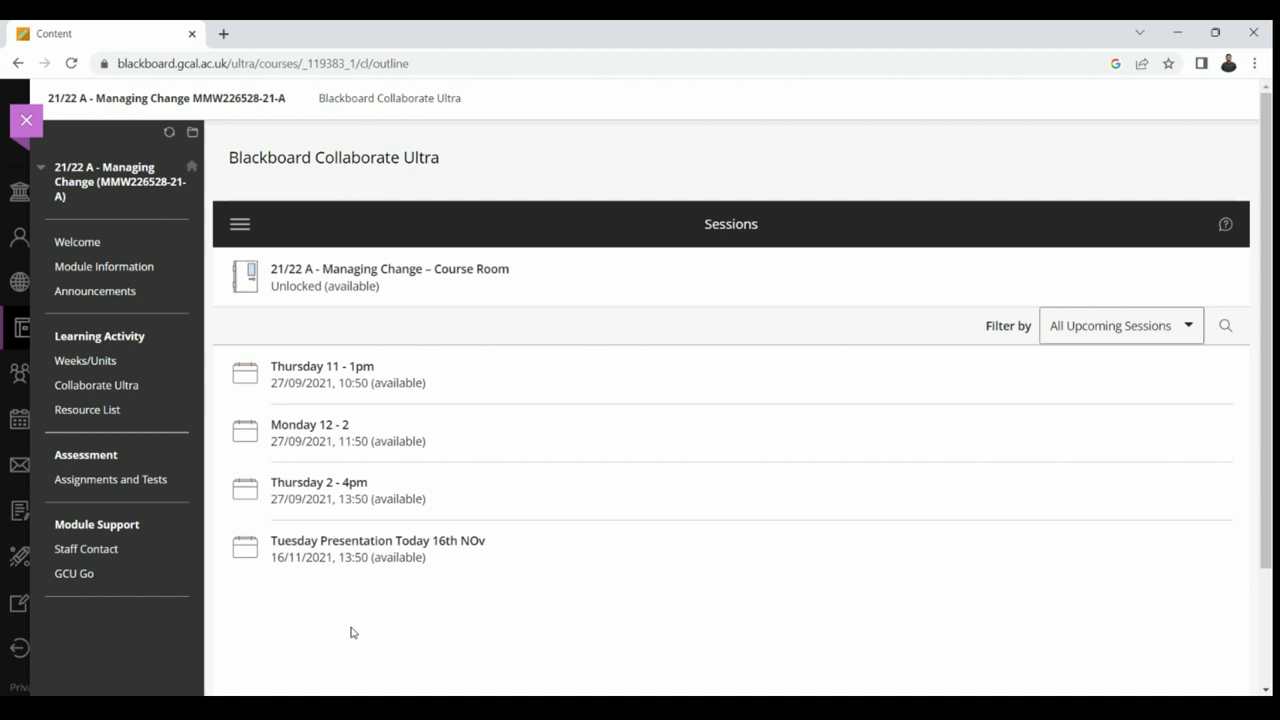 Content
blackboard.gcal.ac.uk/ultra/courses/_119383_1/cl/outline
21/22 A - Managing Change MMW226528-21-A
Blackboard Collaborate Ultra
21/22 A - Managing
Change (MMW226528-21-
A)
Welcome
Module Information
Announcements
Learning Activity
Weeks/Units
Collaborate Ultra
Resource List
Assessment
Assignments and Tests
Module Support
Staff Contact
GCU Go
Priva
Blackboard Collaborate Ultra
Sessions
21/22 A - Managing Change – Course Room
Unlocked (available)
Filter by
All Upcoming Sessions
Thursday 11 - 1pm
27/09/2021, 10:50 (available)
Monday 12 - 2
27/09/2021, 11:50 (available)
Thursday 2 - 4pm
27/09/2021, 13:50 (available)
Tuesday Presentation Today 16th NOv
16/11/2021, 13:50 (available)